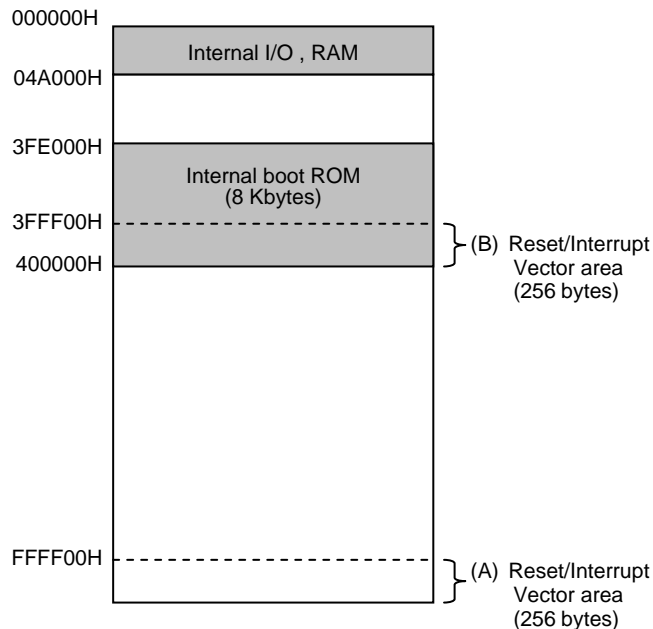 000000H
Internal I/O , RAM
04A000H
3FE000H
Internal boot ROM
(8 Kbytes)
3FFF00H
(B) Reset/Interrupt
Vector area
(256 bytes)
400000H
FFFF00H
(A) Reset/Interrupt
Vector area
(256 bytes)